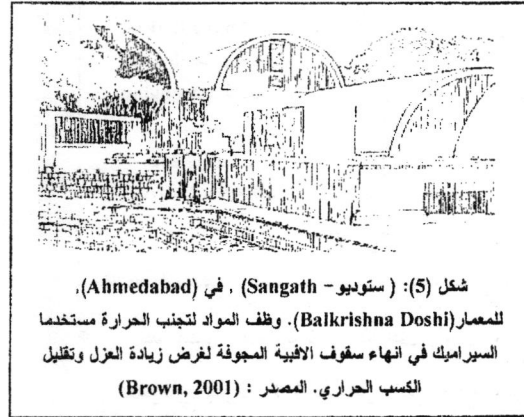 شكل (5): ( ستوديو- Sangath) ، في (Ahmedabad)،
للمعمار(Balkrishna Doshi). وظف المواد لتجنب الحرارة مستخدما
السيراميك في انهاء سقوف الاقبية المجوفة لغرض زيادة العزل وتقليل
الكسب الحراري. المصدر : (Brown, 2001)